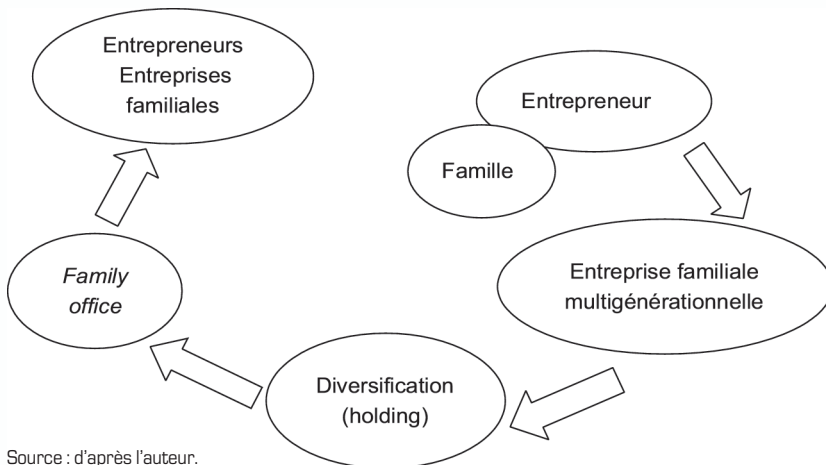 Entrepreneurs
Entreprises
familiales
Entrepreneur
Famille
Entreprise familiale
multigénérationnelle
Family
office
Diversification
(holding)
Source : d'après l'auteur.